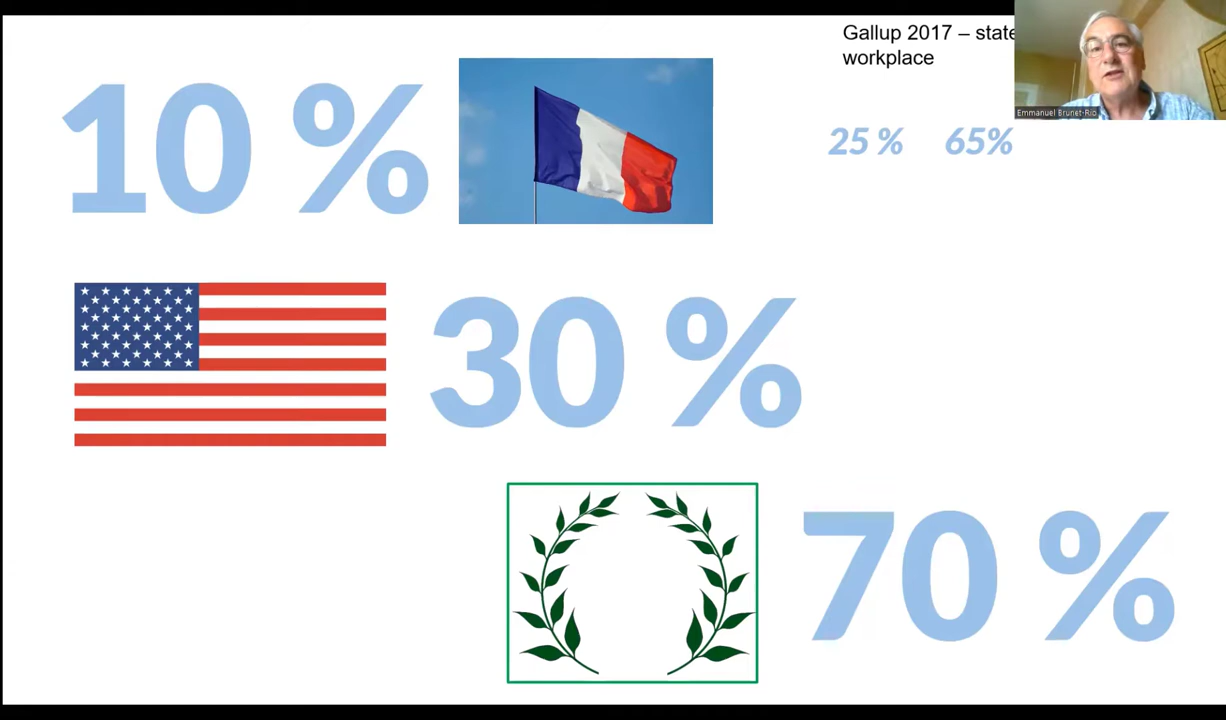 10 %
Gallup 2017 – state
workplace
Emmanuel Brunet-Rio
25 % 65%
30 %
70 %